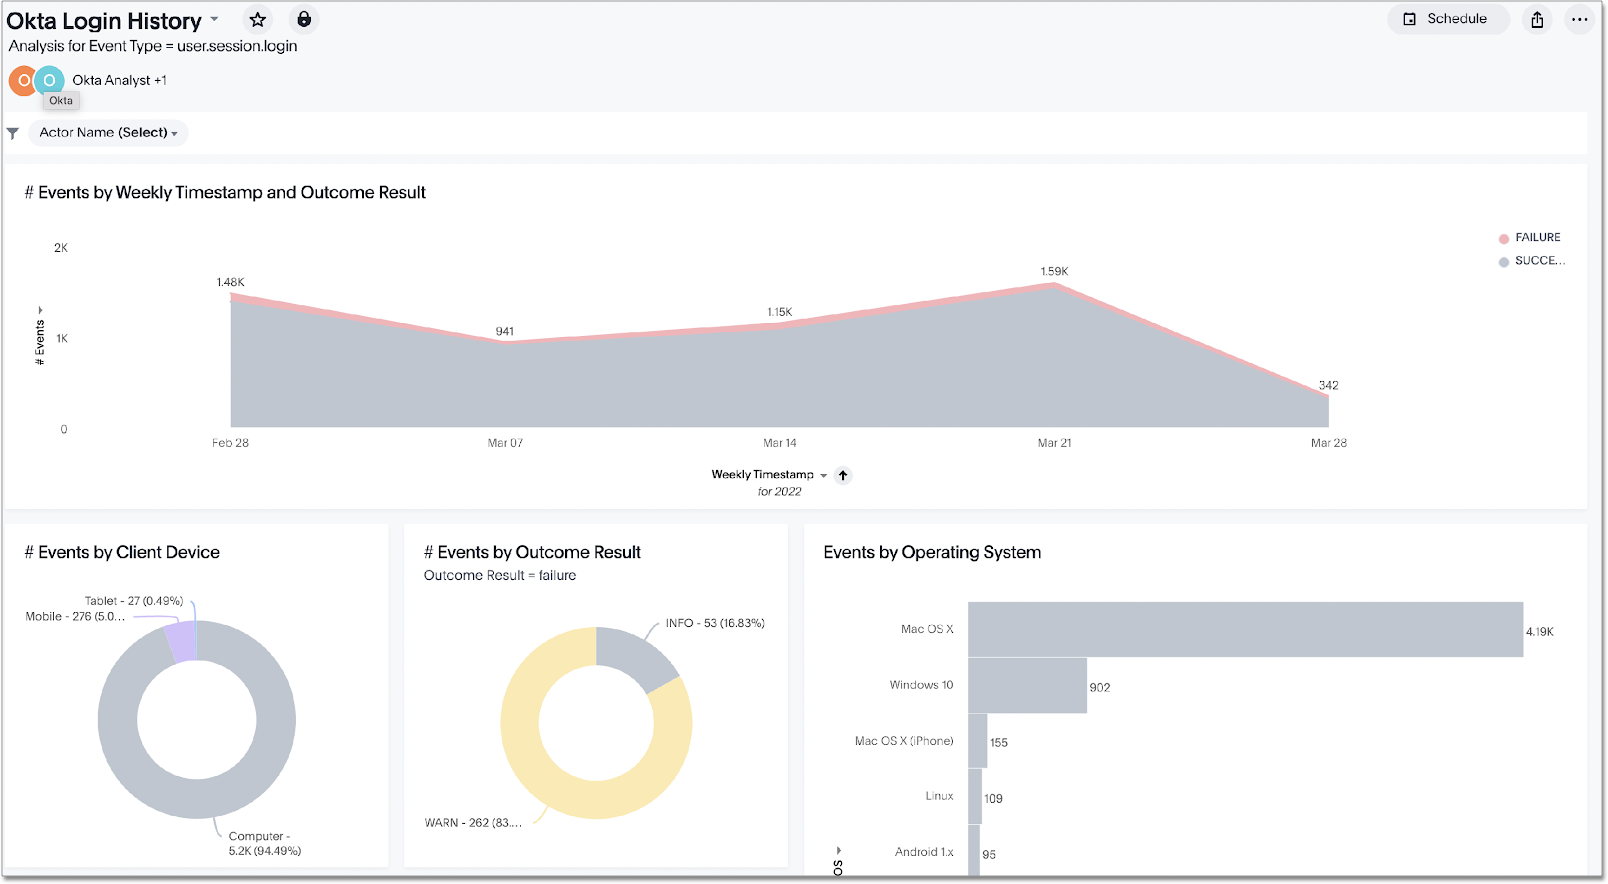 Okta Login History
Schedule
Analysis for Event Type = user.session.login
O O Okta Analyst +1
Okta
Actor Name (Select)
# Events by Weekly Timestamp and Outcome Result
FAILURE
SUCCE...
2K
1K
0
# Events
1.48K
941
1.15K
1.59K
342
Feb 28
Mar 07
Mar 14
Mar 21
Mar 28
Weekly Timestamp
for 2022
# Events by Client Device
Tablet - 27 (0.49%)
Mobile - 276 (5.0...
Computer -
5.2K (94.49%)
# Events by Outcome Result
Outcome Result = failure
INFO - 53 (16.83%)
WARN - 262 (83....
Events by Operating System
Mac OS X
4.19K
Windows 10
902
Mac OS X (iPhone)
155
Linux
109
Android 1.x
95
OS